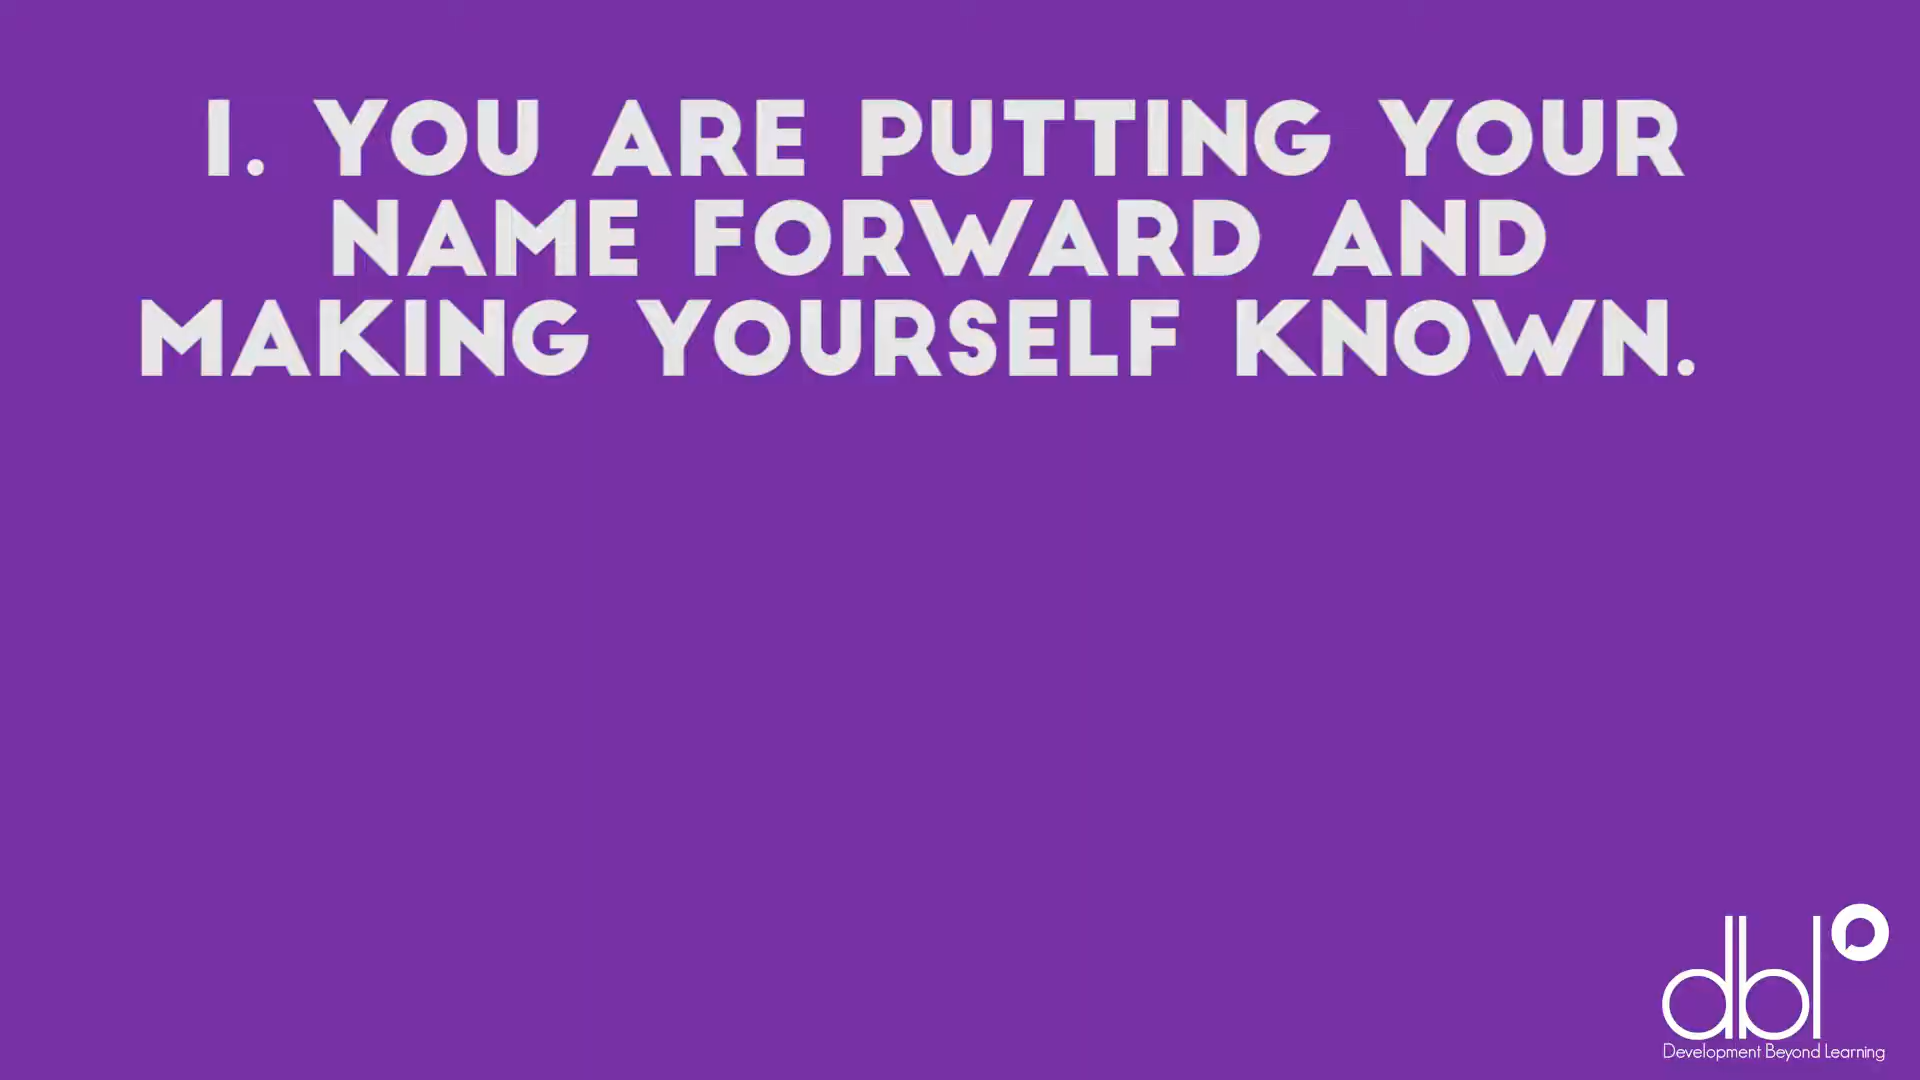 1. YOU ARE PUTTING YOUR
NAME FORWARD AND
MAKING YOURSELF KNOWN.
dbl
Development Beyond Learning